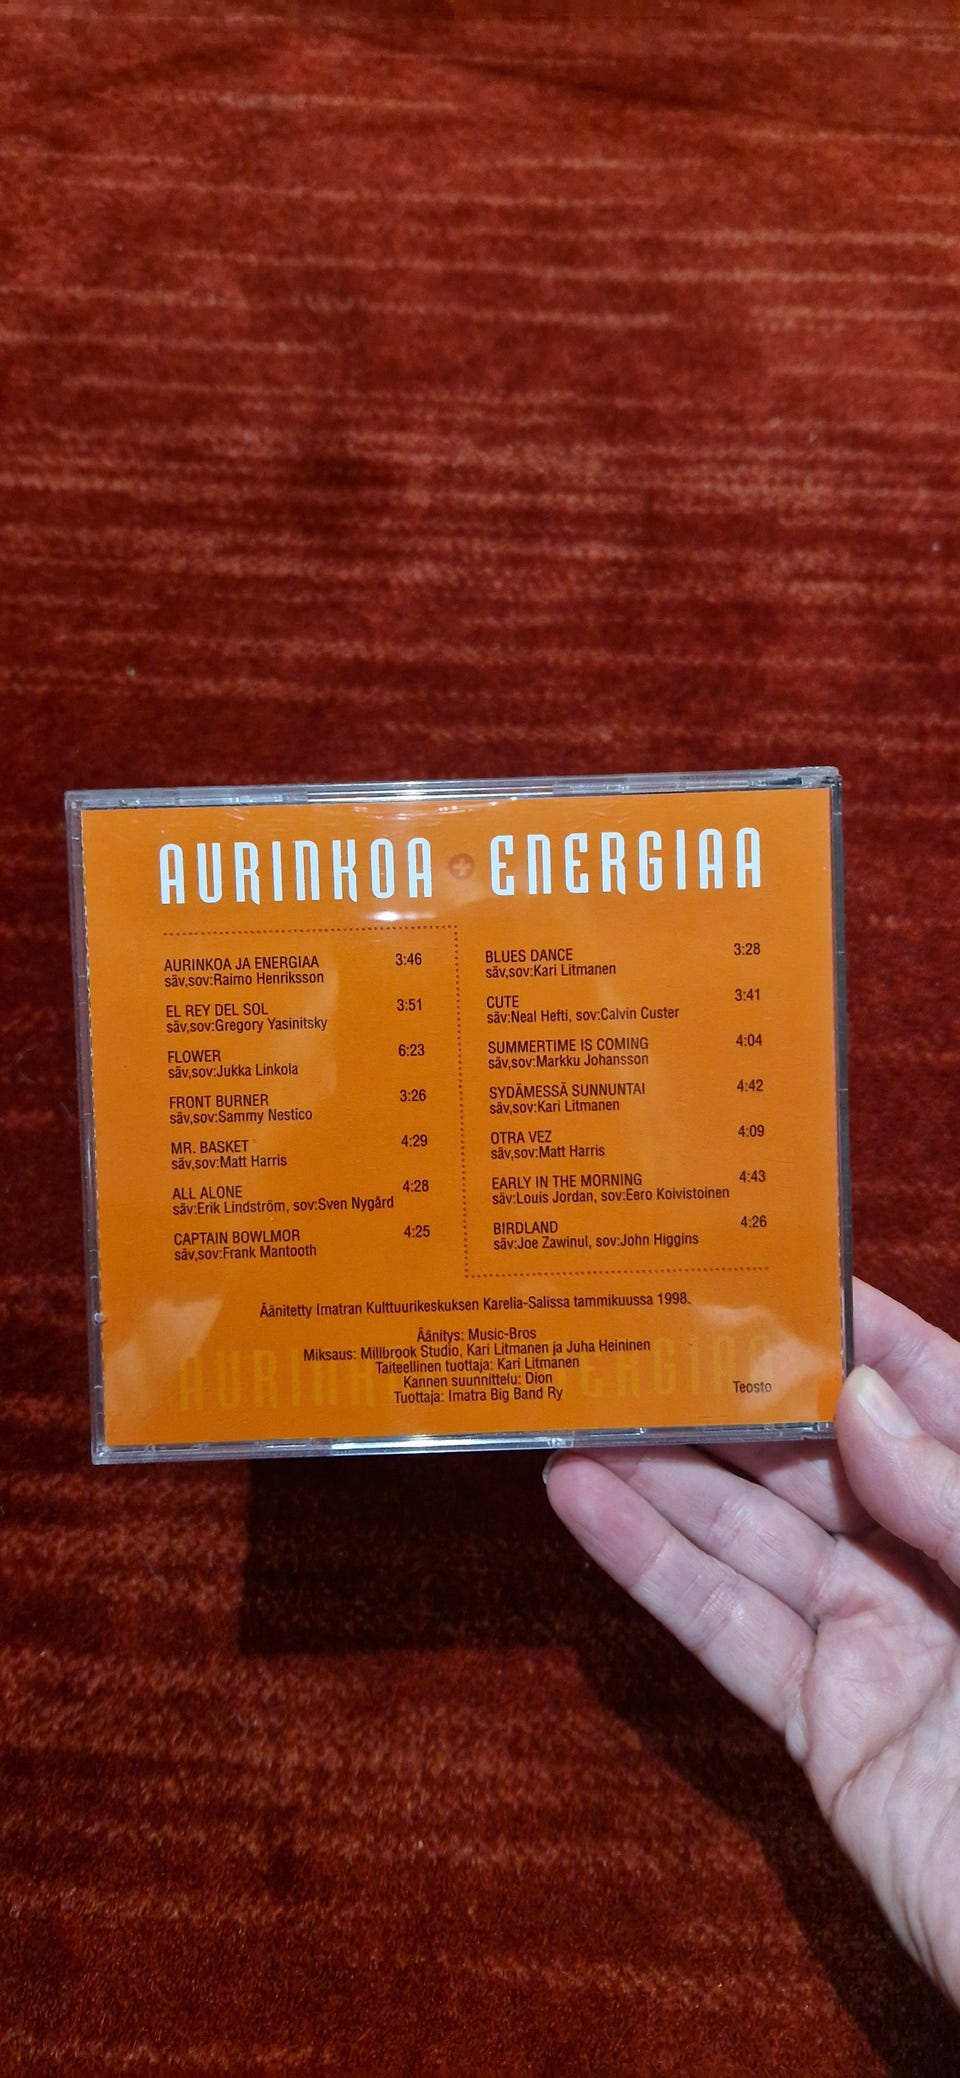 AURINKOA ENERGIAA
AURINKOA JA ENERGIAA 3:46
säv,sov:Raimo Henriksson
EL REY DEL SOL 3:51
säv,sov:Gregory Yasinitsky
FLOWER 6:23
säv,sov:Jukka Linkola
FRONT BURNER 3:26
säv,sov:Sammy Nestico
MR. BASKET 4:29
säv,sov:Matt Harris
ALL ALONE 4:28
säv:Erik Lindström, sov:Sven Nygård
CAPTAIN BOWLMOR 4:25
säv,sov:Frank Mantooth
BLUES DANCE 3:28
säv,sov:Kari Litmanen
CUTE 3:41
säv:Neal Hefti, sov:Calvin Custer
SUMMERTIME IS COMING 4:04
säv,sov:Markku Johansson
SYDÄMESSÄ SUNNUNTAI 4:42
säv,sov:Kari Litmanen
OTRA VEZ 4:09
säv,sov:Matt Harris
EARLY IN THE MORNING 4:43
säv:Louis Jordan, sov:Eero Koivistoinen
BIRDLAND 4:26
säv:Joe Zawinul, sov:John Higgins
Äänitetty Imatran Kulttuurikeskuksen Karelia-Salissa tammikuussa 1998.
Äänitys: Music-Bros
Miksaus: Millbrook Studio, Kari Litmanen ja Juha Heininen
Taiteellinen tuottaja: Kari Litmanen
Kannen suunnittelu: Dion
Tuottaja: Imatra Big Band Ry
Teosto
AURINKOA ENERGIAA